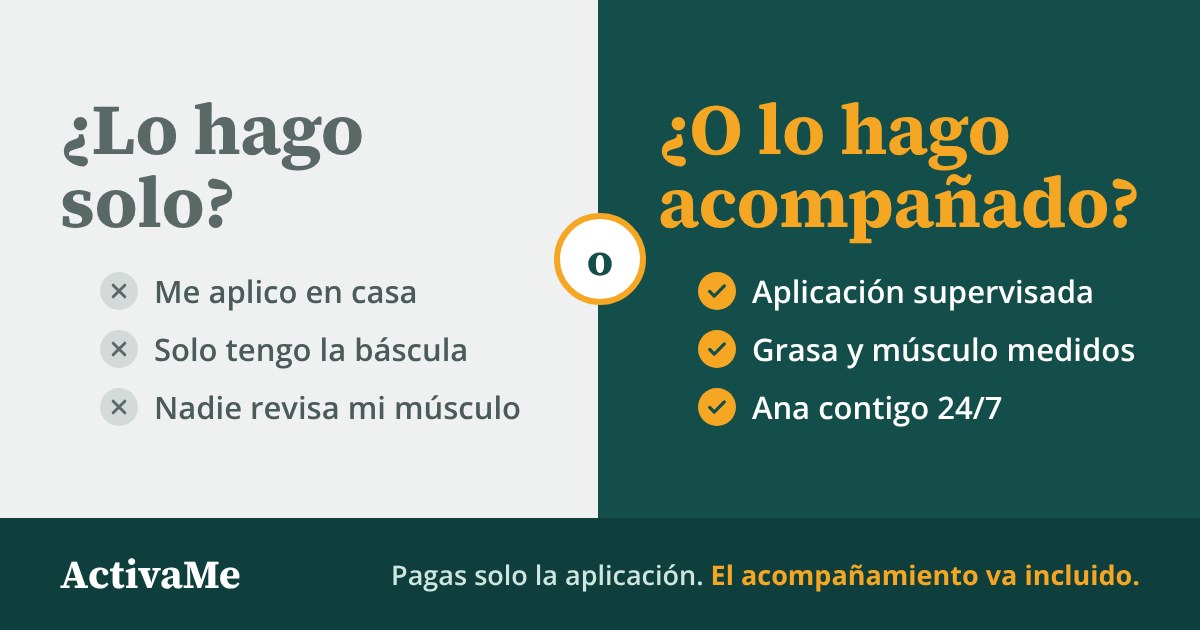 ¿Lo hago
solo?
Me aplico en casa
Solo tengo la báscula
Nadie revisa mi músculo
o
¿O lo hago
acompañado?
Aplicación supervisada
Grasa y músculo medidos
Ana contigo 24/7
ActivaMe
Pagas solo la aplicación. El acompañamiento va incluido.